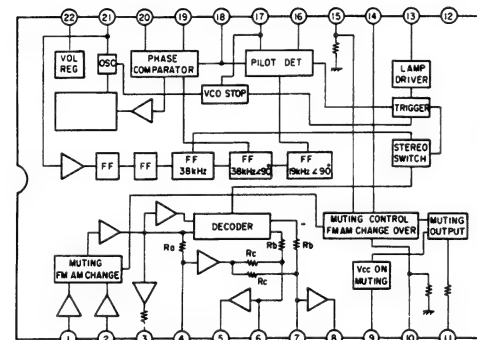 22 21 20 19 18 17 16 15 14 13 12
VOL REG
OSC
PHASE COMPARATOR
PILOT DET
LAMP DRIVER
VCO STOP
TRIGGER
STEREO SWITCH
FF
FF
FF 38kHz
FF 38kHz∠90°
FF 19kHz∠90°
DECODER
MUTING CONTROL FM AM CHANGE OVER
MUTING OUTPUT
Ra
Rb
Rb
Rc
Rc
MUTING FM AM CHANGE
Vcc ON MUTING
1 2 3 4 5 6 7 8 9 10 11